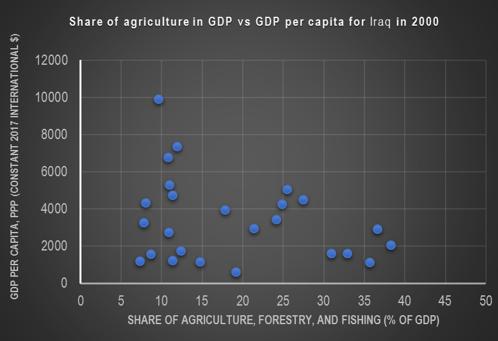 Share of agriculture in GDP vs GDP per capita for Iraq in 2000
GDP PER CAPITA, PPP (CONSTANT 2017 INTERNATIONAL $)
12000
10000
8000
6000
4000
2000
0
0 5 10 15 20 25 30 35 40 45 50
SHARE OF AGRICULTURE, FORESTRY, AND FISHING (% OF GDP)